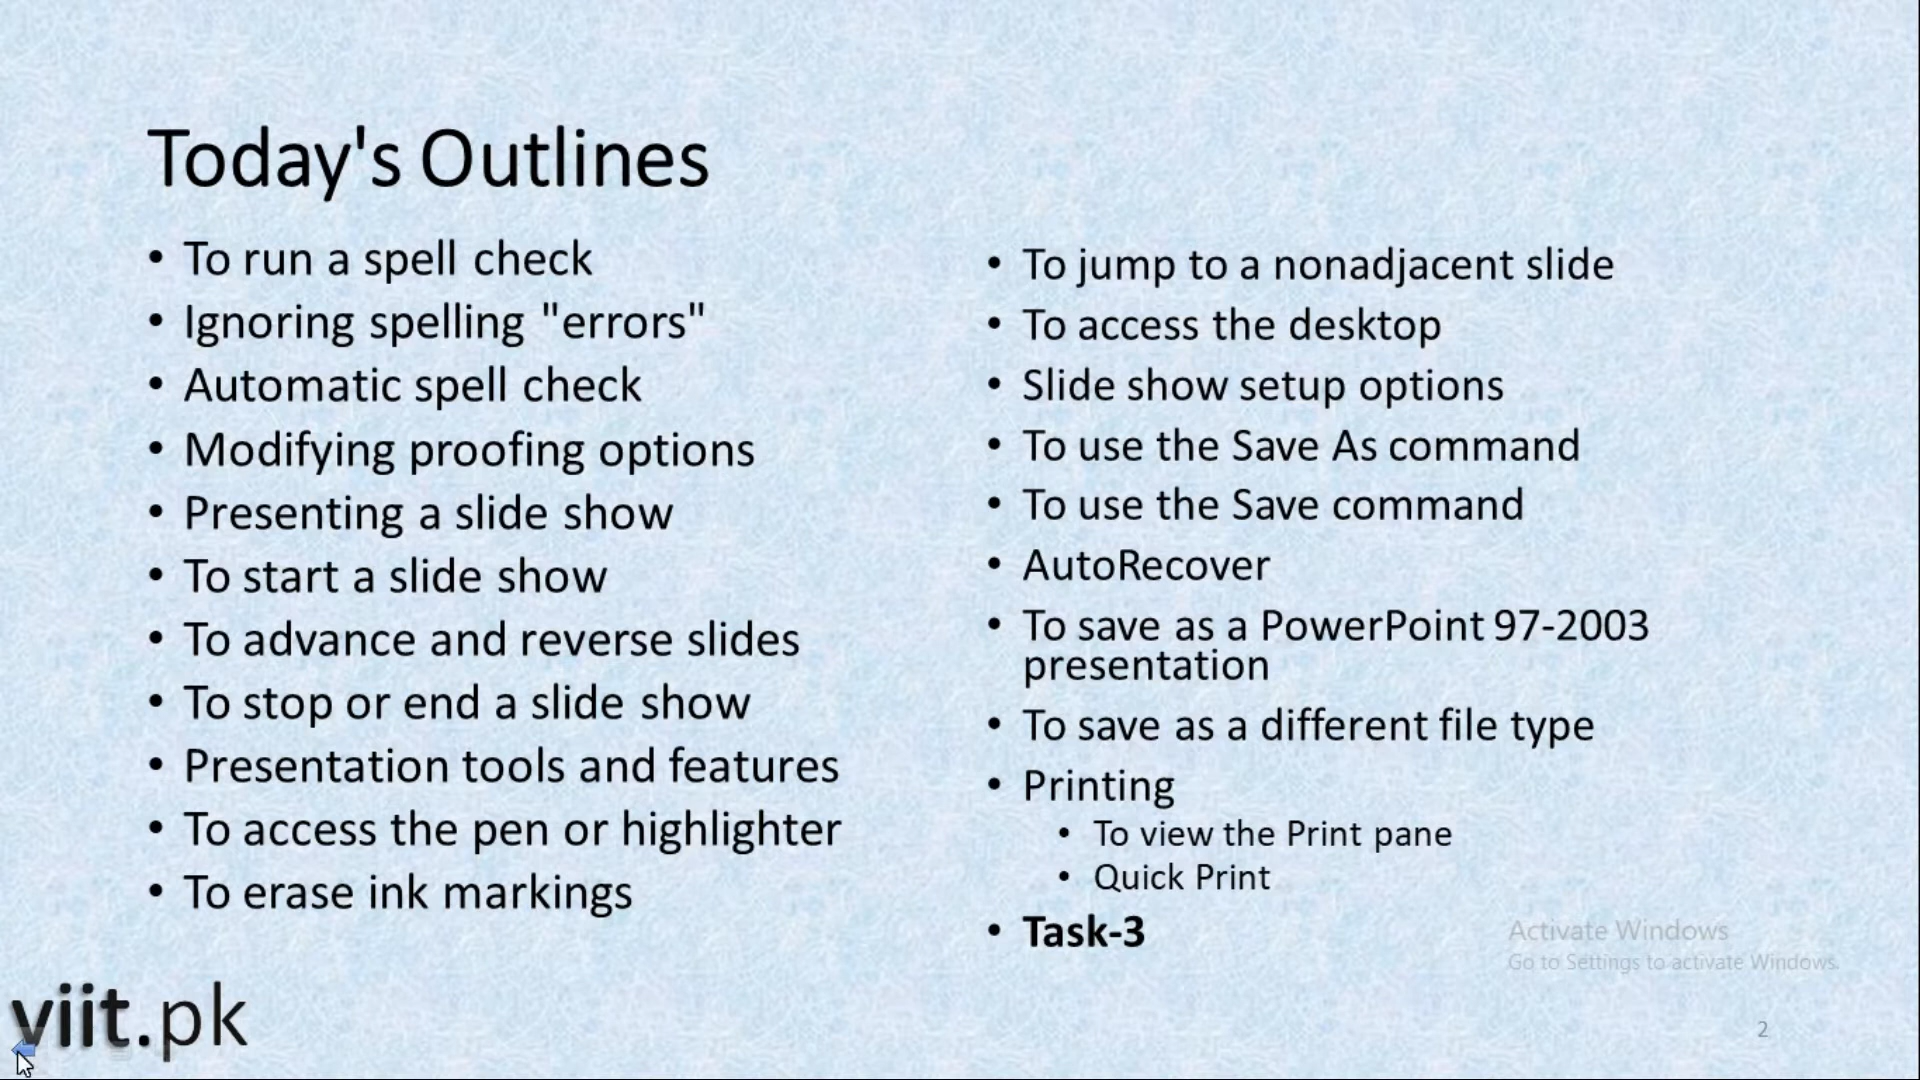 Today's Outlines
• To run a spell check
• Ignoring spelling "errors"
• Automatic spell check
• Modifying proofing options
• Presenting a slide show
• To start a slide show
• To advance and reverse slides
• To stop or end a slide show
• Presentation tools and features
• To access the pen or highlighter
• To erase ink markings
• To jump to a nonadjacent slide
• To access the desktop
• Slide show setup options
• To use the Save As command
• To use the Save command
• AutoRecover
• To save as a PowerPoint 97-2003
presentation
• To save as a different file type
• Printing
• To view the Print pane
• Quick Print
• Task-3
Activate Windows
Go to Settings to activate Windows.
viit.pk
2